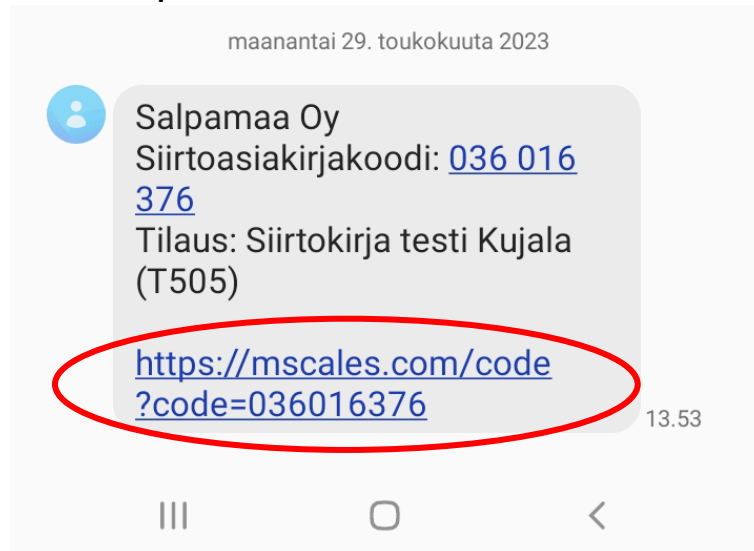 maanantai 29. toukokuuta 2023
Salpamaa Oy
Siirtoasiakirjakoodi: 036 016
376
Tilaus: Siirtokirja testi Kujala
(T505)
https://mscales.com/code
?code=036016376
13.53